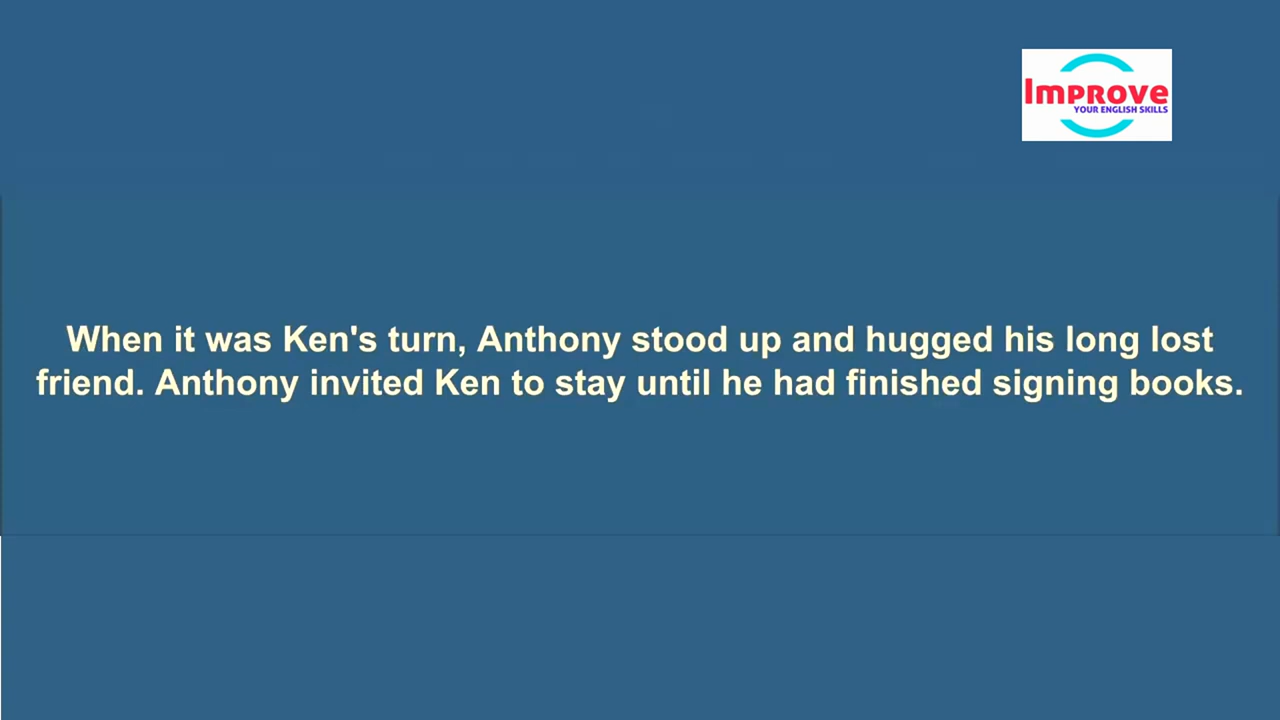 Improve
YOUR ENGLISH SKILLS
When it was Ken's turn, Anthony stood up and hugged his long lost
friend. Anthony invited Ken to stay until he had finished signing books.